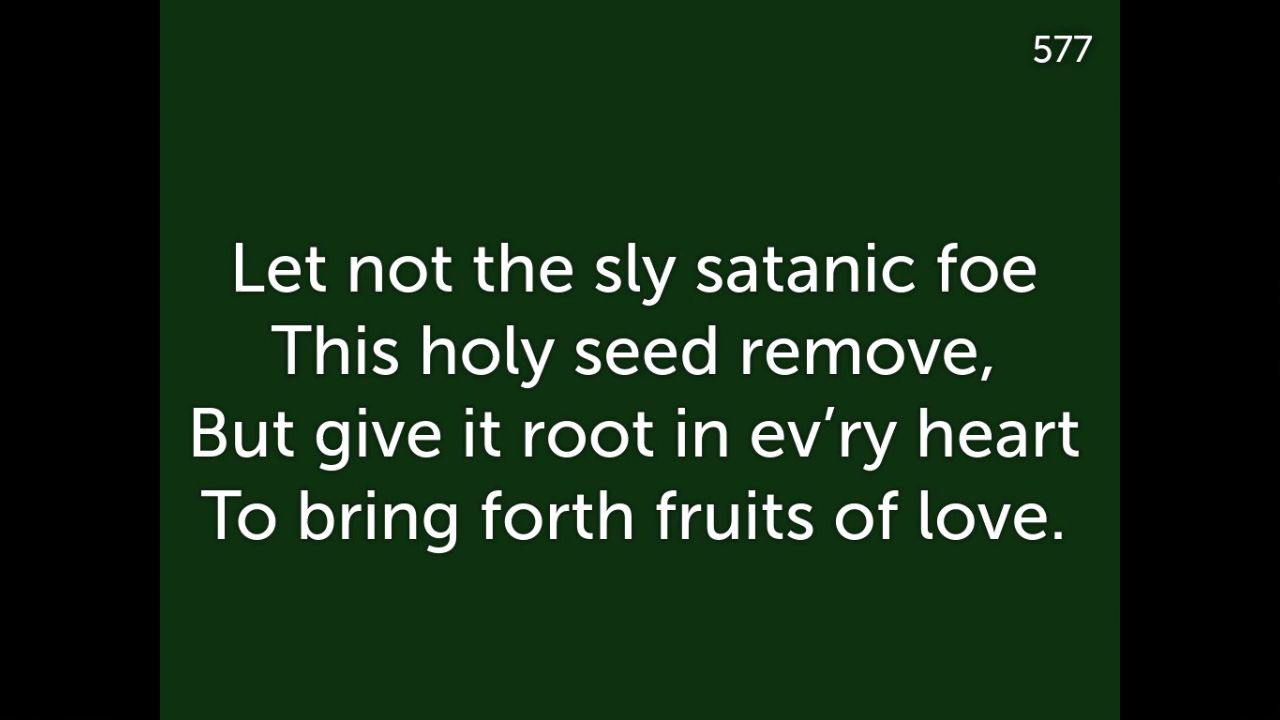 577
Let not the sly satanic foe
This holy seed remove,
But give it root in ev’ry heart
To bring forth fruits of love.